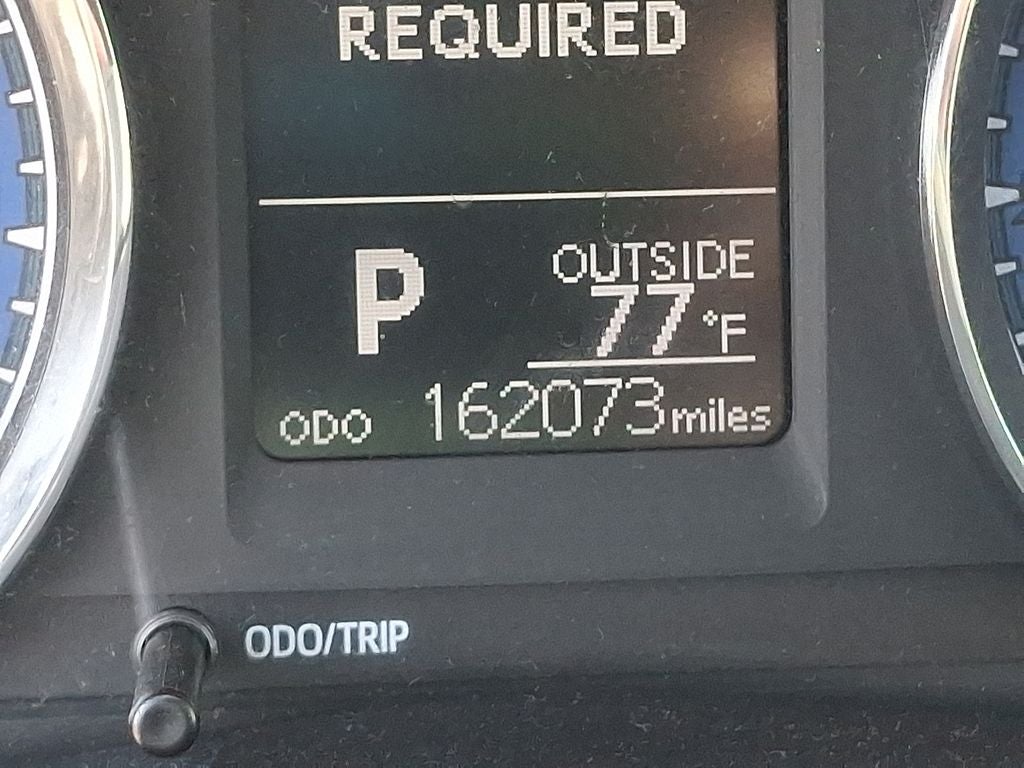 REQUIRED
P
OUTSIDE
77°F
ODO 162073 miles
ODO/TRIP